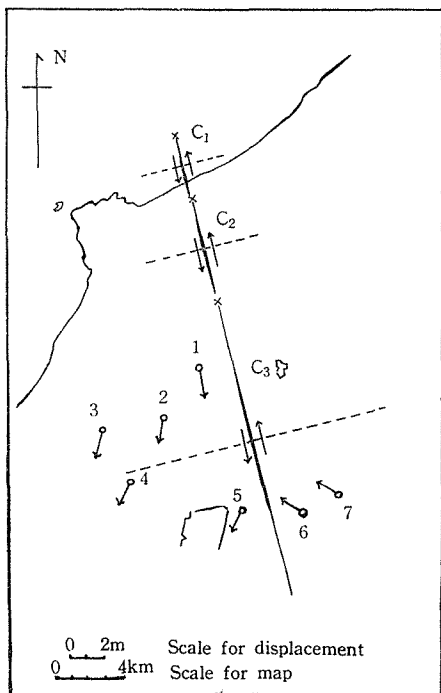 N
C₁
C₂
1
C₃
2
3
4
5
7
6
0 2m Scale for displacement
0 4km Scale for map